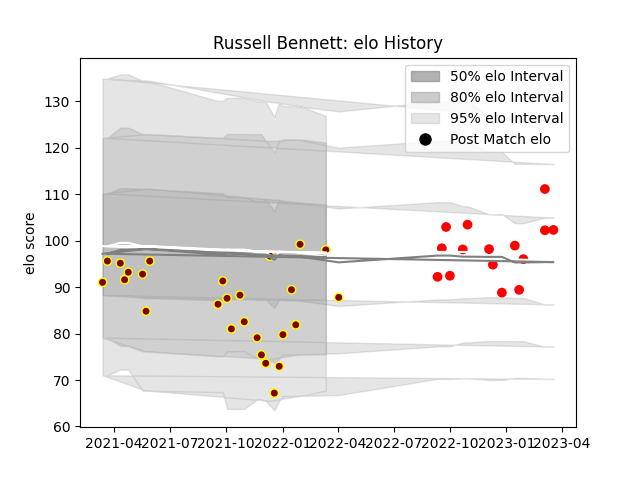 Russell Bennett: elo History
50% elo Interval
80% elo Interval
95% elo Interval
Post Match elo
elo score
130
120
110
100
90
80
70
60
2021-04 2021-07 2021-10 2022-01 2022-04 2022-07 2022-10 2023-01 2023-04